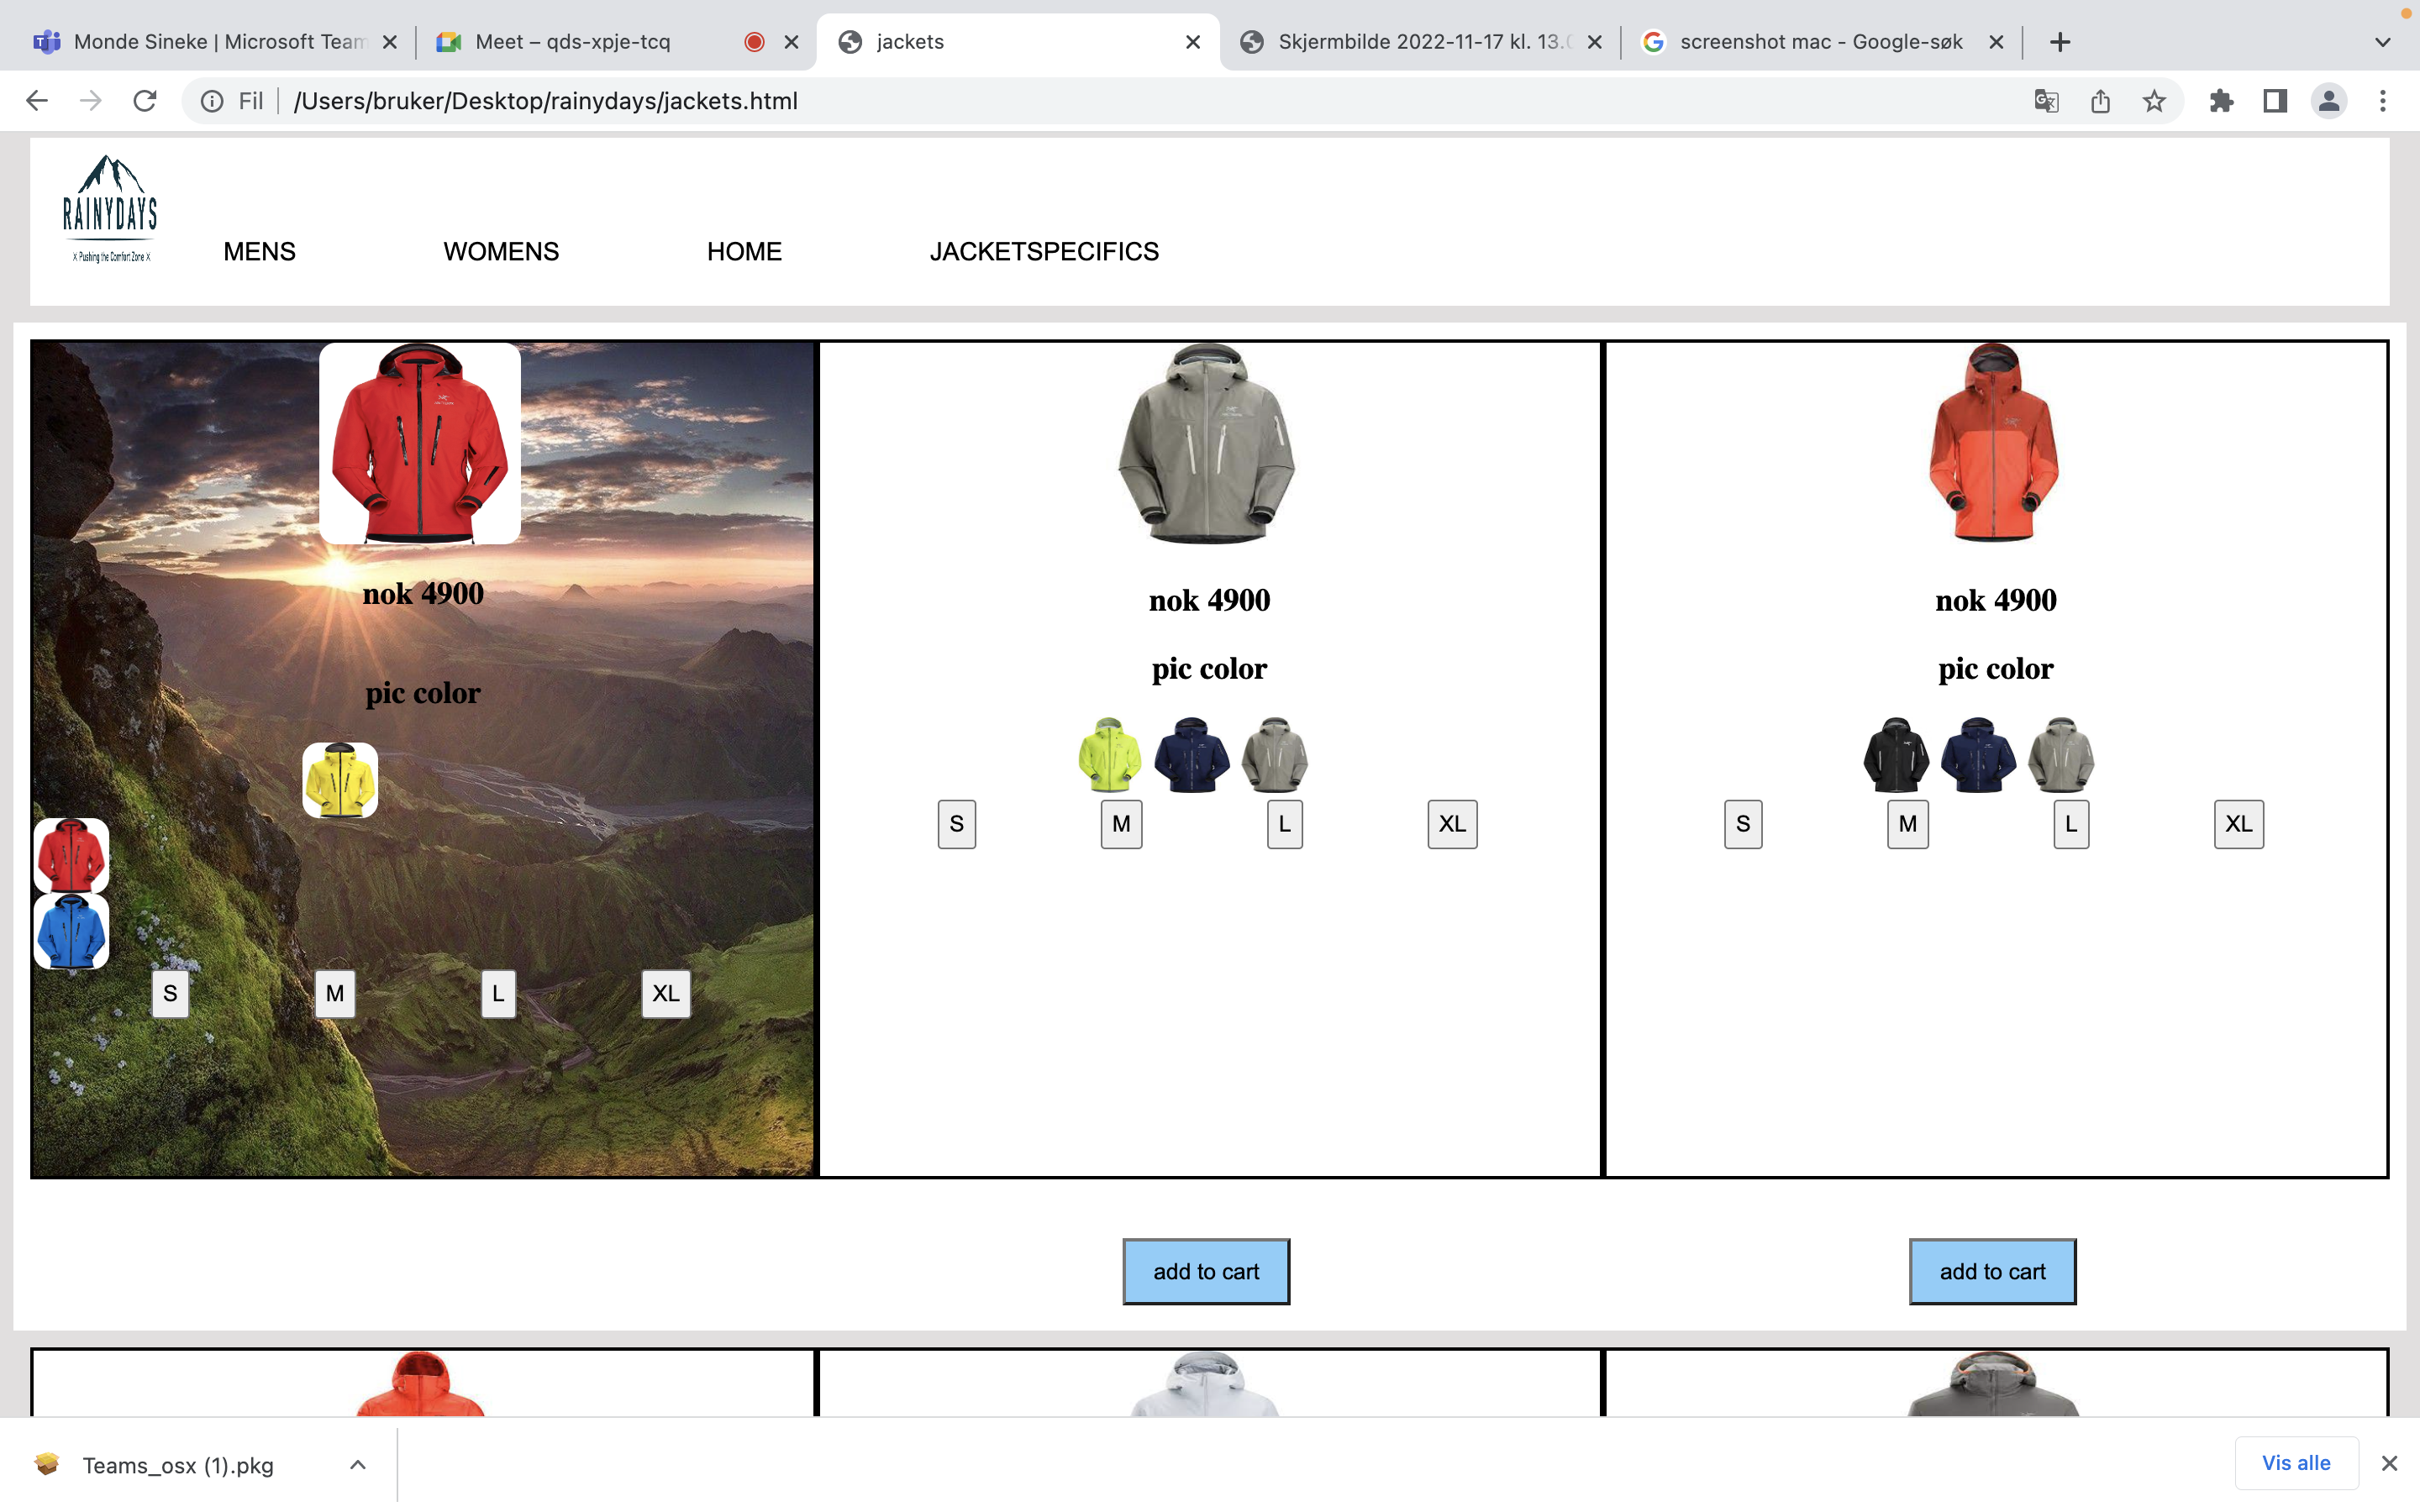 Monde Sineke | Microsoft Team
Meet – qds-xpje-tcq
jackets
Skjermbilde 2022-11-17 kl. 13.0
screenshot mac - Google-søk
Fil
/Users/bruker/Desktop/rainydays/jackets.html
RAINYDAYS
X Pushing the Comfort Zone X
MENS
WOMENS
HOME
JACKETSPECIFICS
nok 4900
pic color
S
M
L
XL
nok 4900
pic color
S
M
L
XL
add to cart
nok 4900
pic color
S
M
L
XL
add to cart
Teams_osx (1).pkg
Vis alle